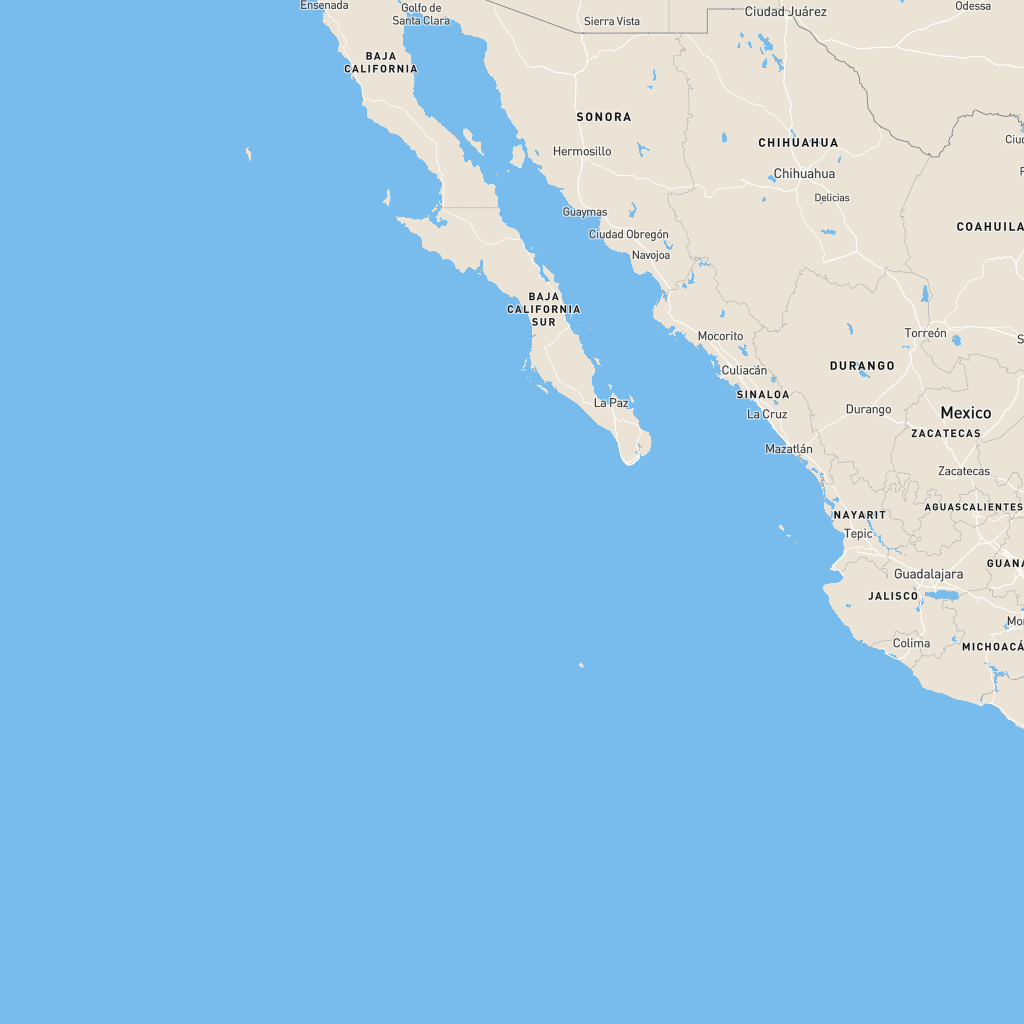 Ensenada
Golfo de
Santa Clara
Sierra Vista
Ciudad Juárez
Odessa
BAJA
CALIFORNIA
SONORA
CHIHUAHUA
Hermosillo
Chihuahua
Delicias
Guaymas
Ciudad Obregón
Navojoa
COAHUILA
BAJA
CALIFORNIA
SUR
Mocorito
Torreón
Culiacán
DURANGO
SINALOA
La Paz
La Cruz
Durango
Mexico
ZACATECAS
Mazatlán
Zacatecas
AGUASCALIENTES
NAYARIT
Tepic
GUANA
Guadalajara
JALISCO
Mor
Colima
MICHOACÁ